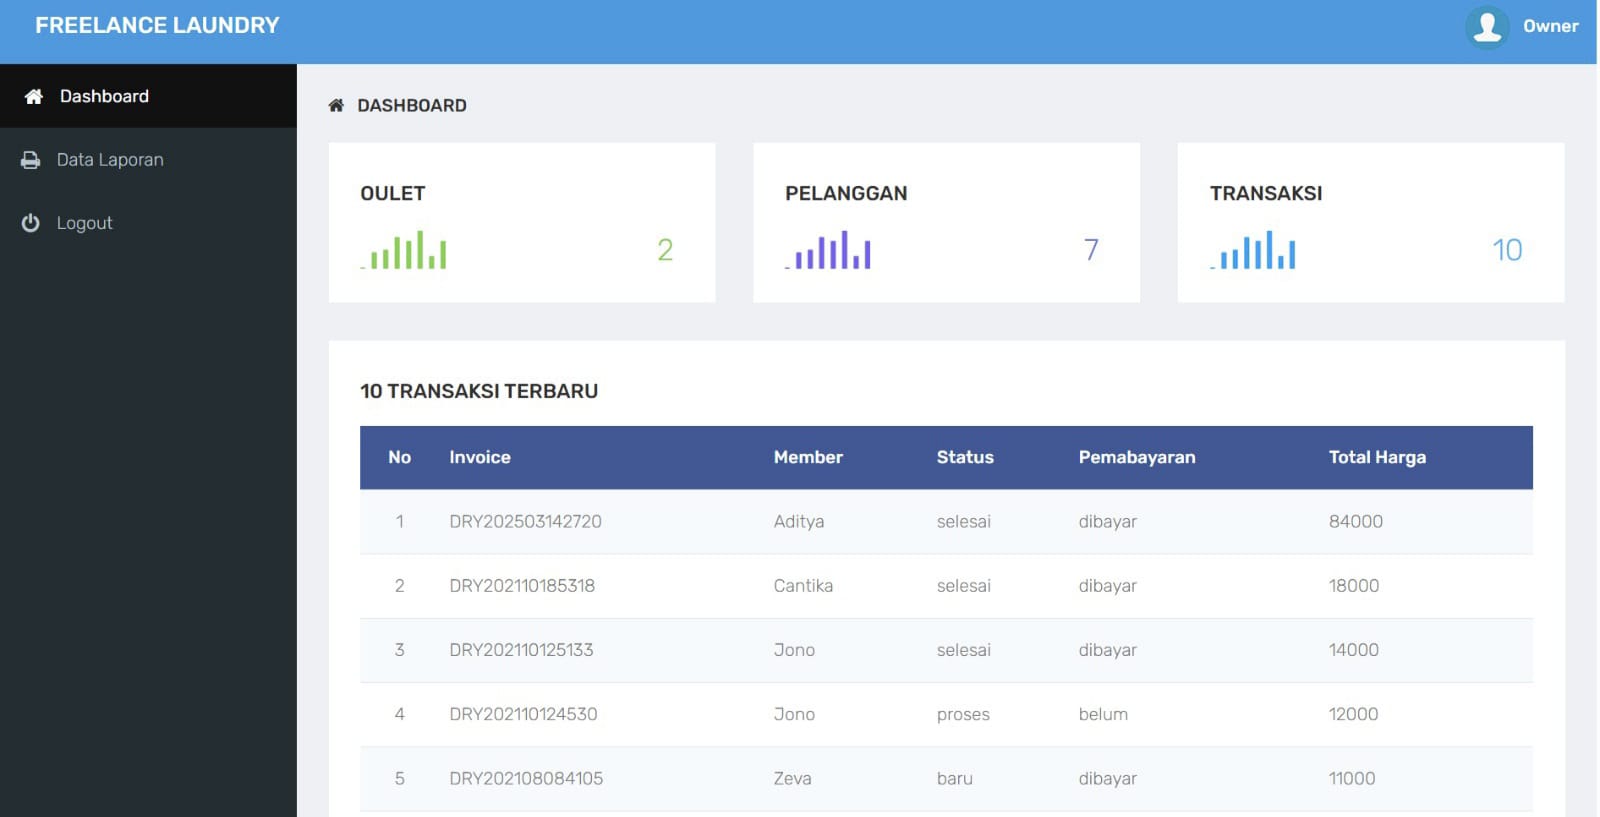 FREELANCE LAUNDRY
Owner
Dashboard
Data Laporan
Logout
DASHBOARD
OULET
2
PELANGGAN
7
TRANSAKSI
10
10 TRANSAKSI TERBARU
No Invoice Member Status Pemabayaran Total Harga
1 DRY202503142720 Aditya selesai dibayar 84000
2 DRY202110185318 Cantika selesai dibayar 18000
3 DRY202110125133 Jono selesai dibayar 14000
4 DRY202110124530 Jono proses belum 12000
5 DRY202108084105 Zeva baru dibayar 11000